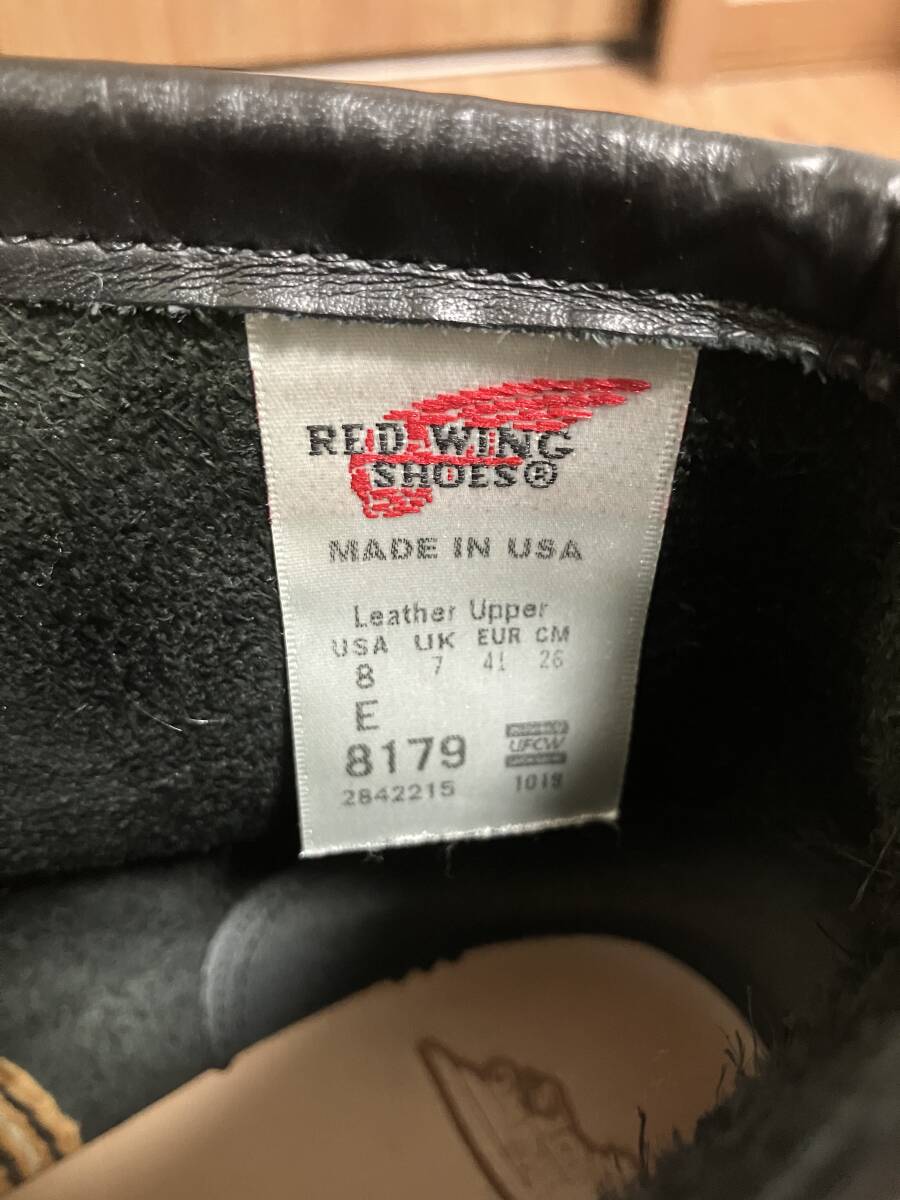 RED WING
SHOES®
MADE IN USA
Leather Upper
USA UK EUR CM
8 7 41 26
E
8179
UFCW
2842215 1019